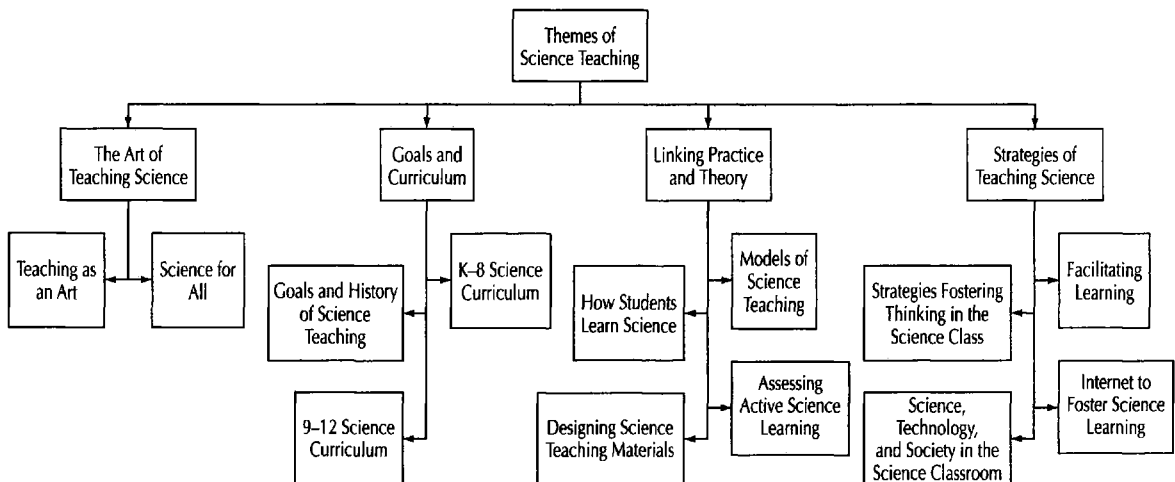 Themes of
Science Teaching
The Art of
Teaching Science
Goals and
Curriculum
Linking Practice
and Theory
Strategies of
Teaching Science
Teaching as
an Art
Science for
All
Goals and History
of Science
Teaching
K–8 Science
Curriculum
9–12 Science
Curriculum
How Students
Learn Science
Models of
Science
Teaching
Designing Science
Teaching Materials
Assessing
Active Science
Learning
Strategies Fostering
Thinking in the
Science Class
Facilitating
Learning
Science,
Technology,
and Society in the
Science Classroom
Internet to
Foster Science
Learning